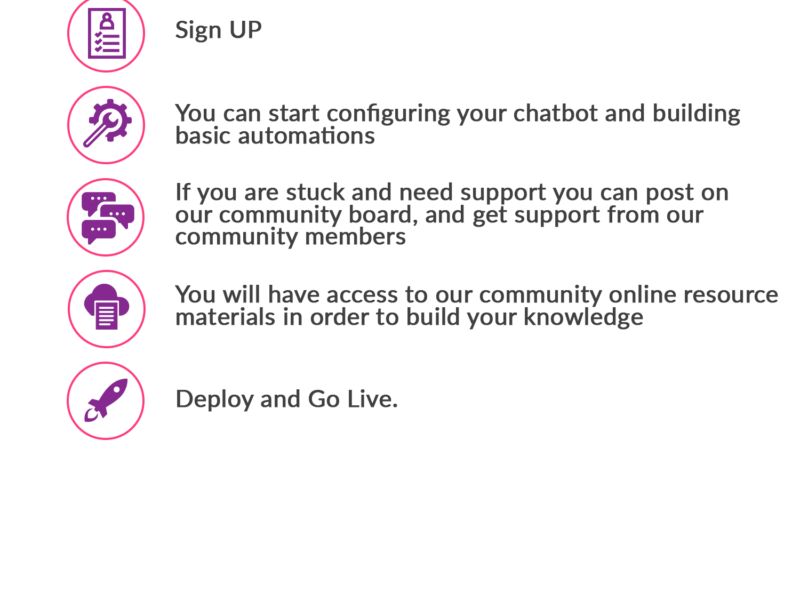 Sign UP
You can start configuring your chatbot and building
basic automations
If you are stuck and need support you can post on
our community board, and get support from our
community members
You will have access to our community online resource
materials in order to build your knowledge
Deploy and Go Live.